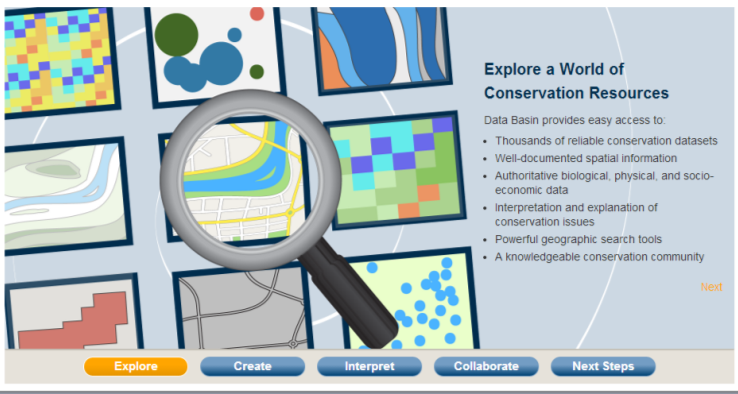 Explore a World of
Conservation Resources
Data Basin provides easy access to:
• Thousands of reliable conservation datasets
• Well-documented spatial information
• Authoritative biological, physical, and socio-
economic data
• Interpretation and explanation of
conservation issues
• Powerful geographic search tools
• A knowledgeable conservation community
Next
Explore
Create
Interpret
Collaborate
Next Steps